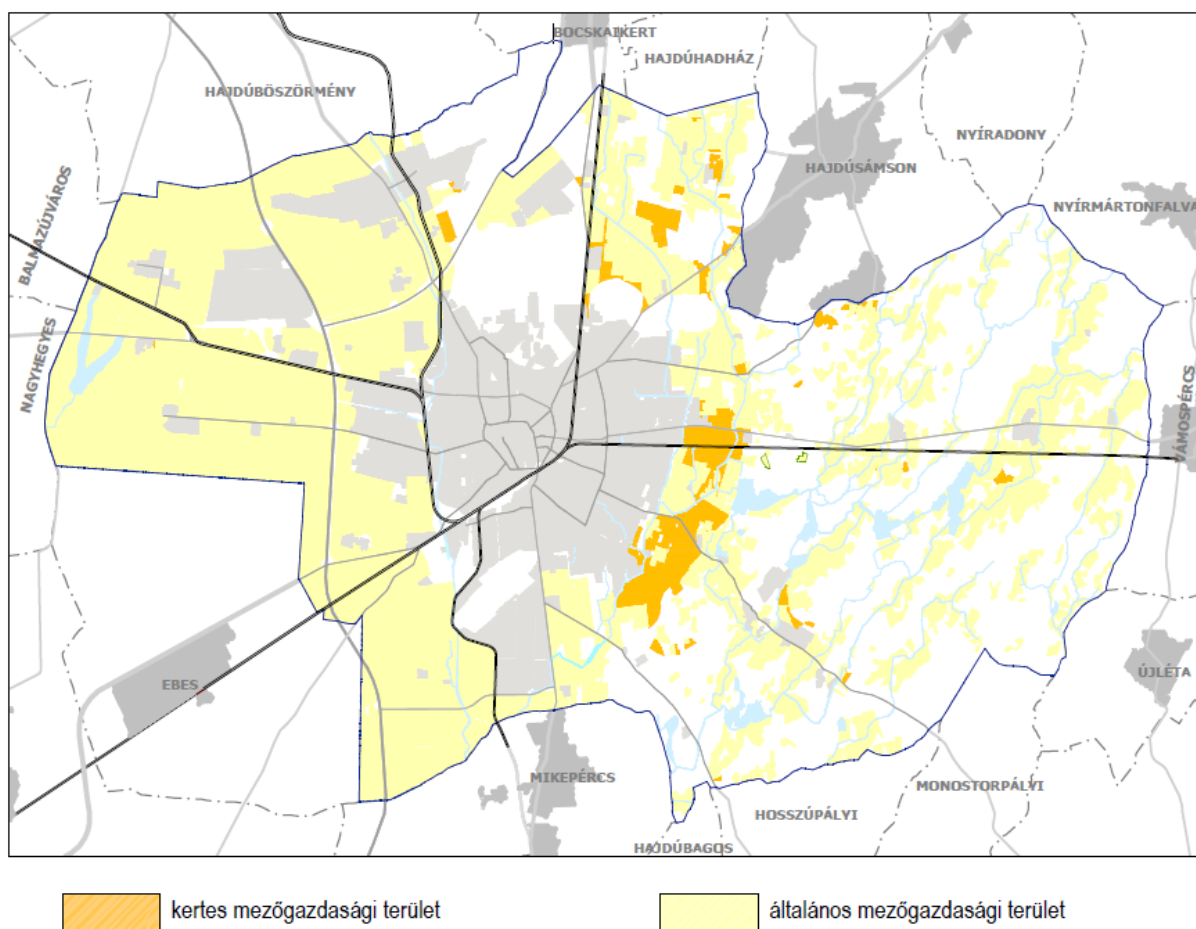 BOCSKAIKERT
HAJDÚHADHÁZ
HAJDÚBÖSZÖRMÉNY
NYÍRADONY
HAJDÚSÁMSON
NYÍRMÁRTONFALVA
BALMAZÚJVÁROS
NAGYHEGYES
VÁMOSPÉRCS
EBES
ÚJLÉTA
MIKEPÉRCS
MONOSTORPÁLYI
HOSSZÚPÁLYI
HAJDÚBAGOS
kertes mezőgazdasági terület
általános mezőgazdasági terület